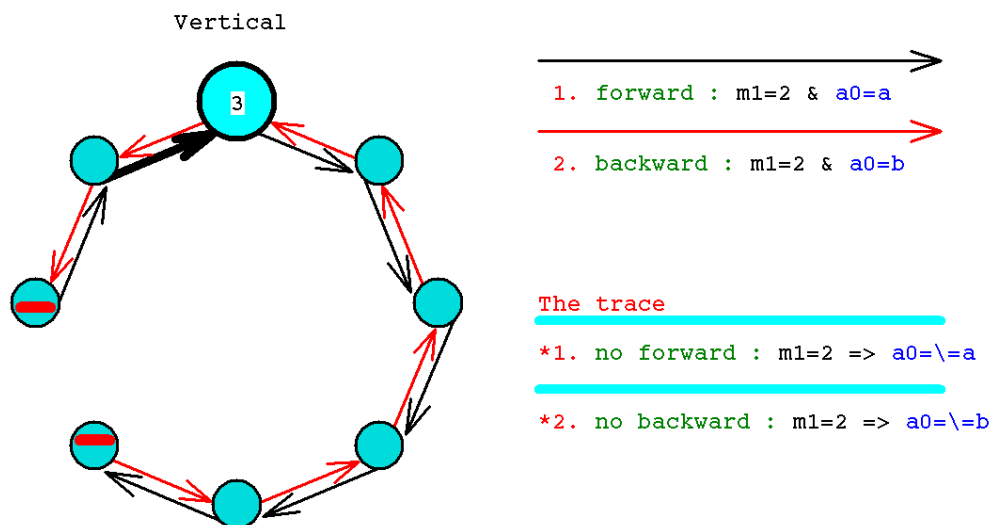 Vertical
3
1. forward : m1=2 & a0=a
2. backward : m1=2 & a0=b
The trace
*1. no forward : m1=2 => a0=\=a
*2. no backward : m1=2 => a0=\=b